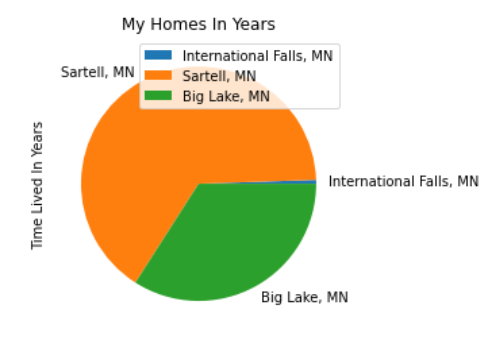 My Homes In Years
International Falls, MN
Sartell, MN
Big Lake, MN
Sartell, MN
Time Lived In Years
International Falls, MN
Big Lake, MN